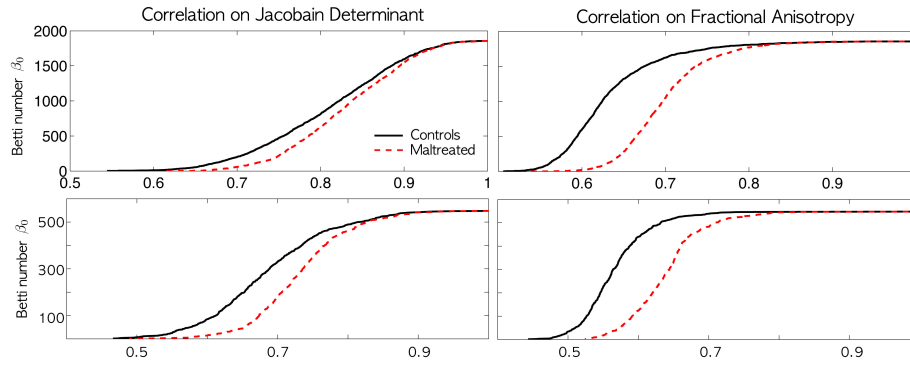 Correlation on Jacobain Determinant
Correlation on Fractional Anisotropy
Betti number β0
2000
1500
1000
500
0
Controls
Maltreated
0.5 0.6 0.7 0.8 0.9 1
0.6 0.7 0.8 0.9
Betti number β0
500
300
100
0.5 0.7 0.9
0.5 0.7 0.9